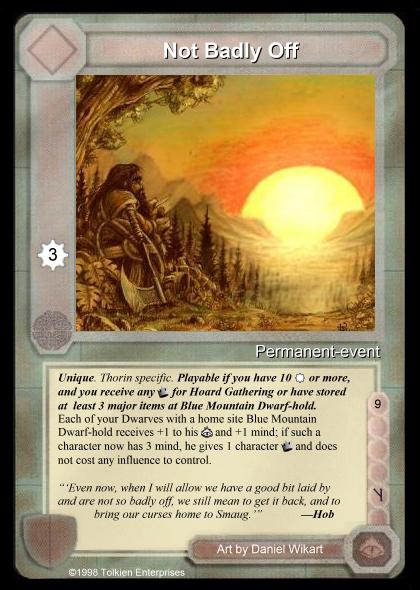 Not Badly Off
3
Permanent-event
Unique. Thorin specific. Playable if you have 10 or more,
and you receive any for Hoard Gathering or have stored
at least 3 major items at Blue Mountain Dwarf-hold.
Each of your Dwarves with a home site Blue Mountain
Dwarf-hold receives +1 to his and +1 mind; if such a
character now has 3 mind, he gives 1 character and does
not cost any influence to control.
9
“‘Even now, when I will allow we have a good bit laid by
and are not so badly off, we still mean to get it back, and to
bring our curses home to Smaug.’” —Hob
Art by Daniel Wikart
©1998 Tolkien Enterprises